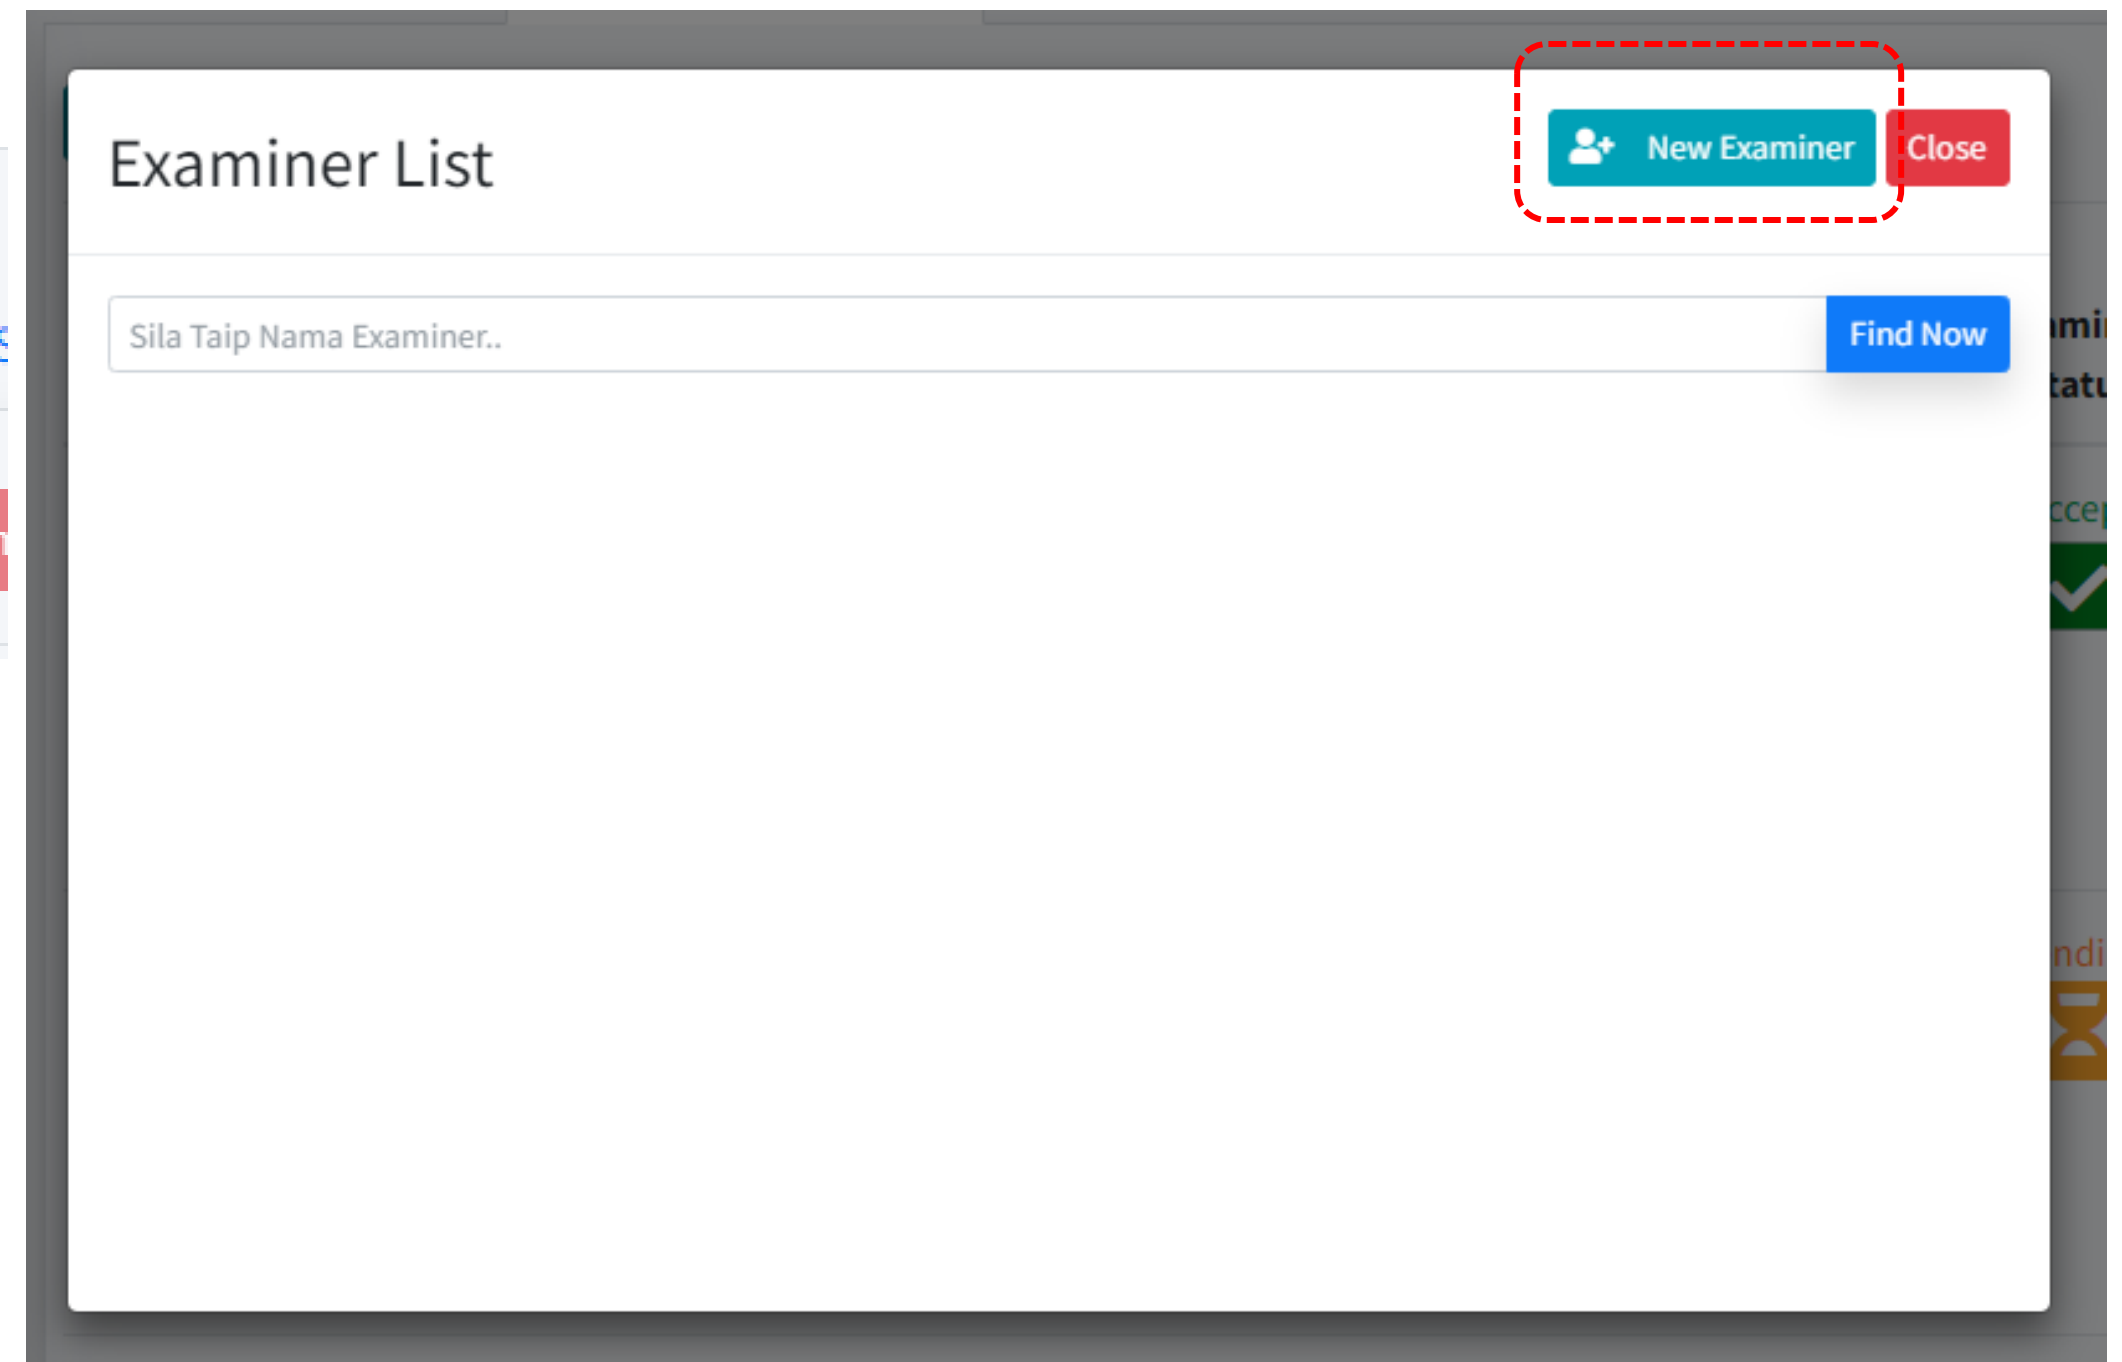 Examiner List
New Examiner
Close
Sila Taip Nama Examiner..
Find Now